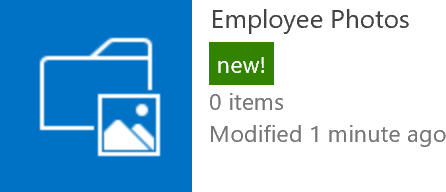 Employee Photos
new!
0 items
Modified 1 minute ago